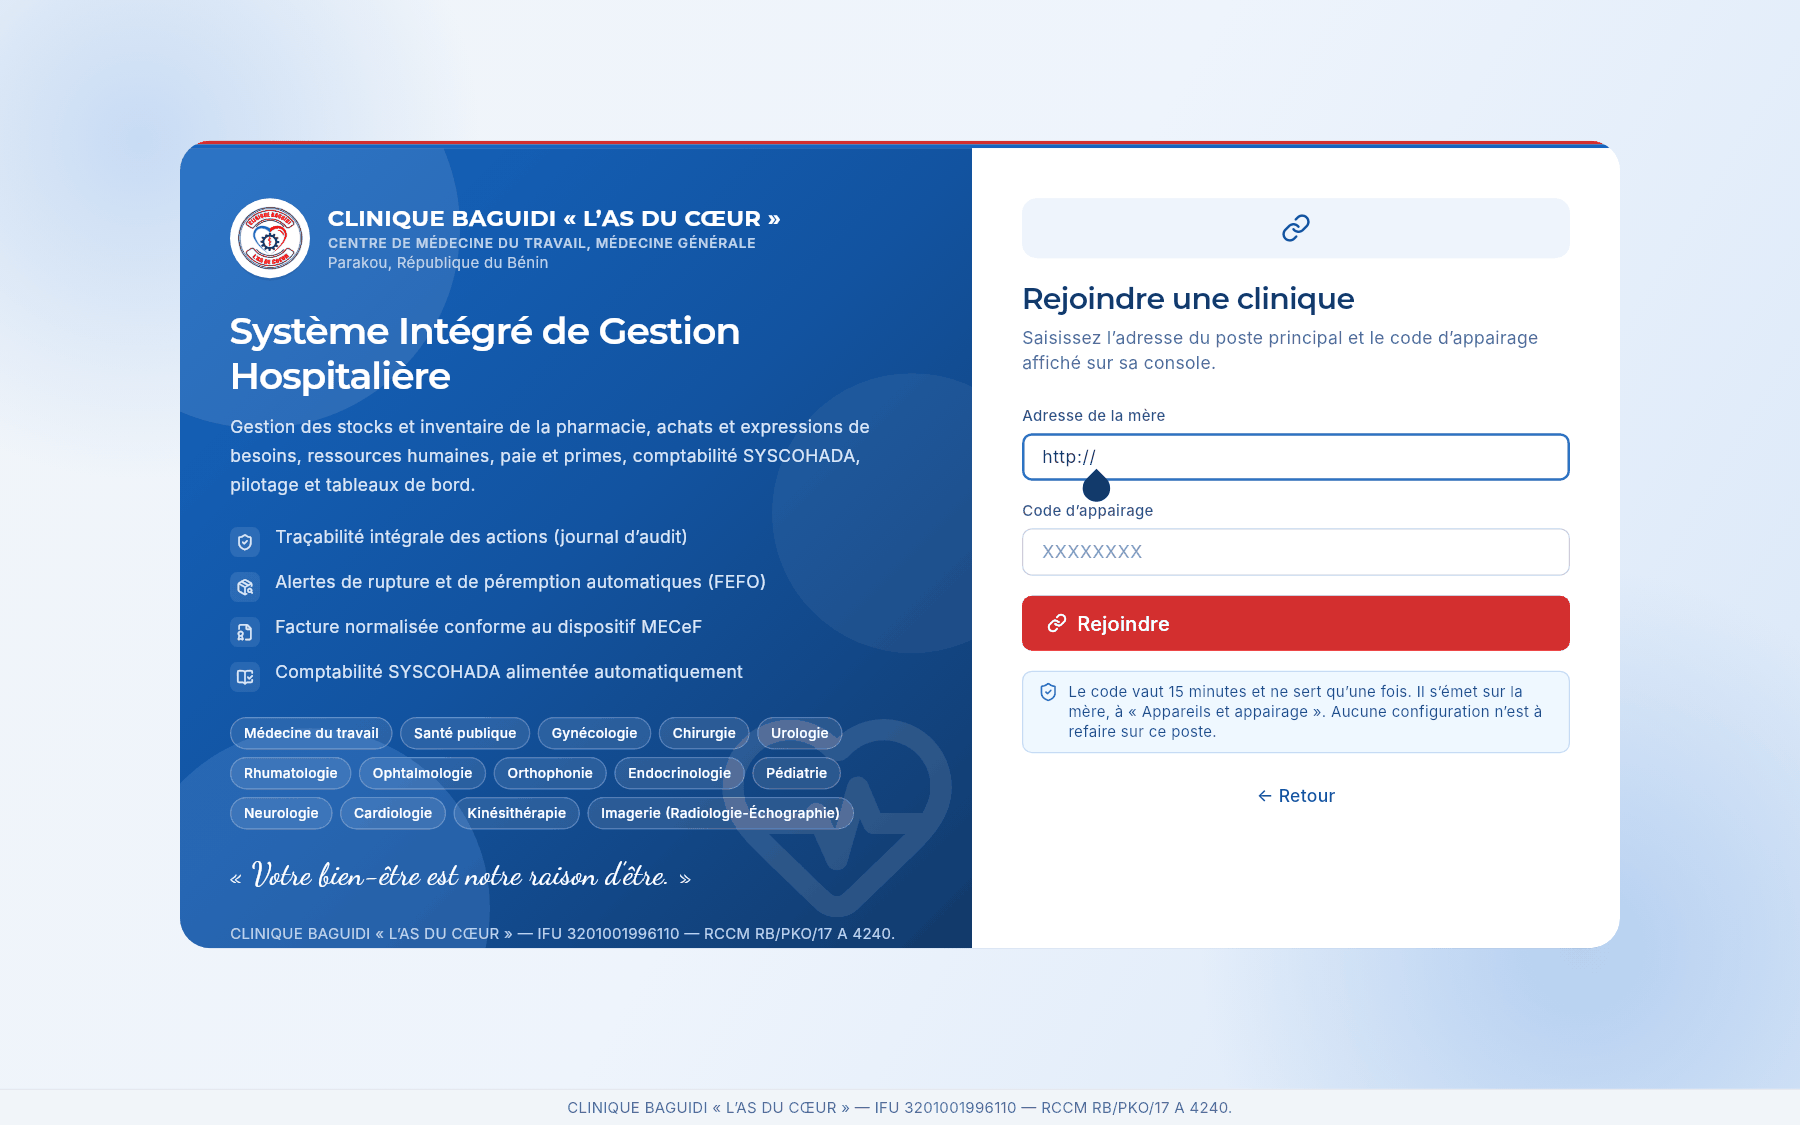 CLINIQUE BAGUIDI
L'AS DU COEUR
CLINIQUE BAGUIDI « L’AS DU CŒUR »
CENTRE DE MÉDECINE DU TRAVAIL, MÉDECINE GÉNÉRALE
Parakou, République du Bénin
Système Intégré de Gestion
Hospitalière
Gestion des stocks et inventaire de la pharmacie, achats et expressions de
besoins, ressources humaines, paie et primes, comptabilité SYSCOHADA,
pilotage et tableaux de bord.
Traçabilité intégrale des actions (journal d’audit)
Alertes de rupture et de péremption automatiques (FEFO)
Facture normalisée conforme au dispositif MECeF
Comptabilité SYSCOHADA alimentée automatiquement
Médecine du travail Santé publique Gynécologie Chirurgie Urologie
Rhumatologie Ophtalmologie Orthophonie Endocrinologie Pédiatrie
Neurologie Cardiologie Kinésithérapie Imagerie (Radiologie-Échographie)
« Votre bien-être est notre raison d’être. »
CLINIQUE BAGUIDI « L’AS DU CŒUR » — IFU 3201001996110 — RCCM RB/PKO/17 A 4240.
Rejoindre une clinique
Saisissez l’adresse du poste principal et le code d’appairage
affiché sur sa console.
Adresse de la mère
http://
Code d’appairage
XXXXXXXX
Rejoindre
Le code vaut 15 minutes et ne sert qu’une fois. Il s’émet sur la
mère, à « Appareils et appairage ». Aucune configuration n’est à
refaire sur ce poste.
← Retour
CLINIQUE BAGUIDI « L’AS DU CŒUR » — IFU 3201001996110 — RCCM RB/PKO/17 A 4240.